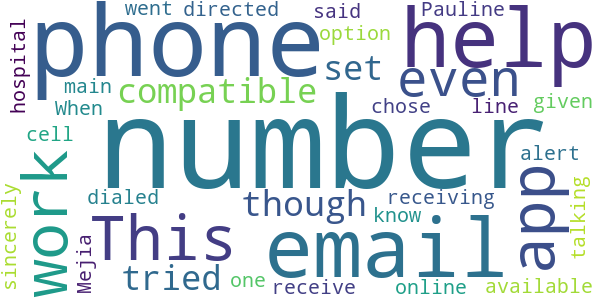 went directed said Pauline
hospital phone option help
main compatible set even
When number chose line given
cell work alert
dialed though receiving app
sincerely This email know talking
Mejia tried one receive online available